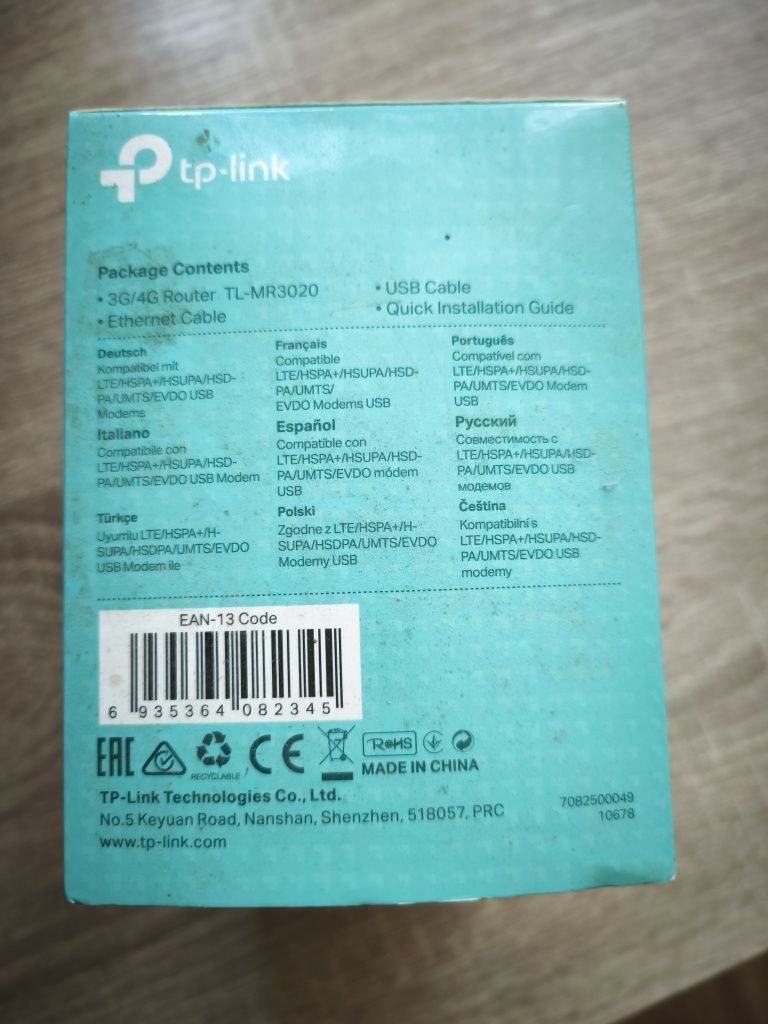 tp-link
Package Contents
• 3G/4G Router TL-MR3020
• Ethernet Cable
• USB Cable
• Quick Installation Guide
Deutsch
Kompatibel mit
LTE/HSPA+/HSUPA/HSD-
PA/UMTS/EVDO USB
Modems
Français
Compatible
LTE/HSPA+/HSUPA/HSD-
PA/UMTS/
EVDO Modems USB
Português
Compatível com
LTE/HSPA+/HSUPA/HSD-
PA/UMTS/EVDO Modem
USB
Italiano
Compatibile con
LTE/HSPA+/HSUPA/HSD-
PA/UMTS/EVDO USB Modem
Español
Compatible con
LTE/HSPA+/HSUPA/HSD-
PA/UMTS/EVDO módem
USB
Русский
Совместимость с
LTE/HSPA+/HSUPA/HSD-
PA/UMTS/EVDO USB
модемов
Türkçe
Uyumlu LTE/HSPA+/H-
SUPA/HSDPA/UMTS/EVDO
USB Modem ile
Polski
Zgodne z LTE/HSPA+/H-
SUPA/HSDPA/UMTS/EVDO
Modemy USB
Čeština
Kompatibilní s
LTE/HSPA+/HSUPA/HSD-
PA/UMTS/EVDO USB
modemy
EAN-13 Code
6 935364 082345
EAC
RECYCLABLE
CE
RoHS
MADE IN CHINA
TP-Link Technologies Co., Ltd.
No.5 Keyuan Road, Nanshan, Shenzhen, 518057, PRC
www.tp-link.com
7082500049
10678